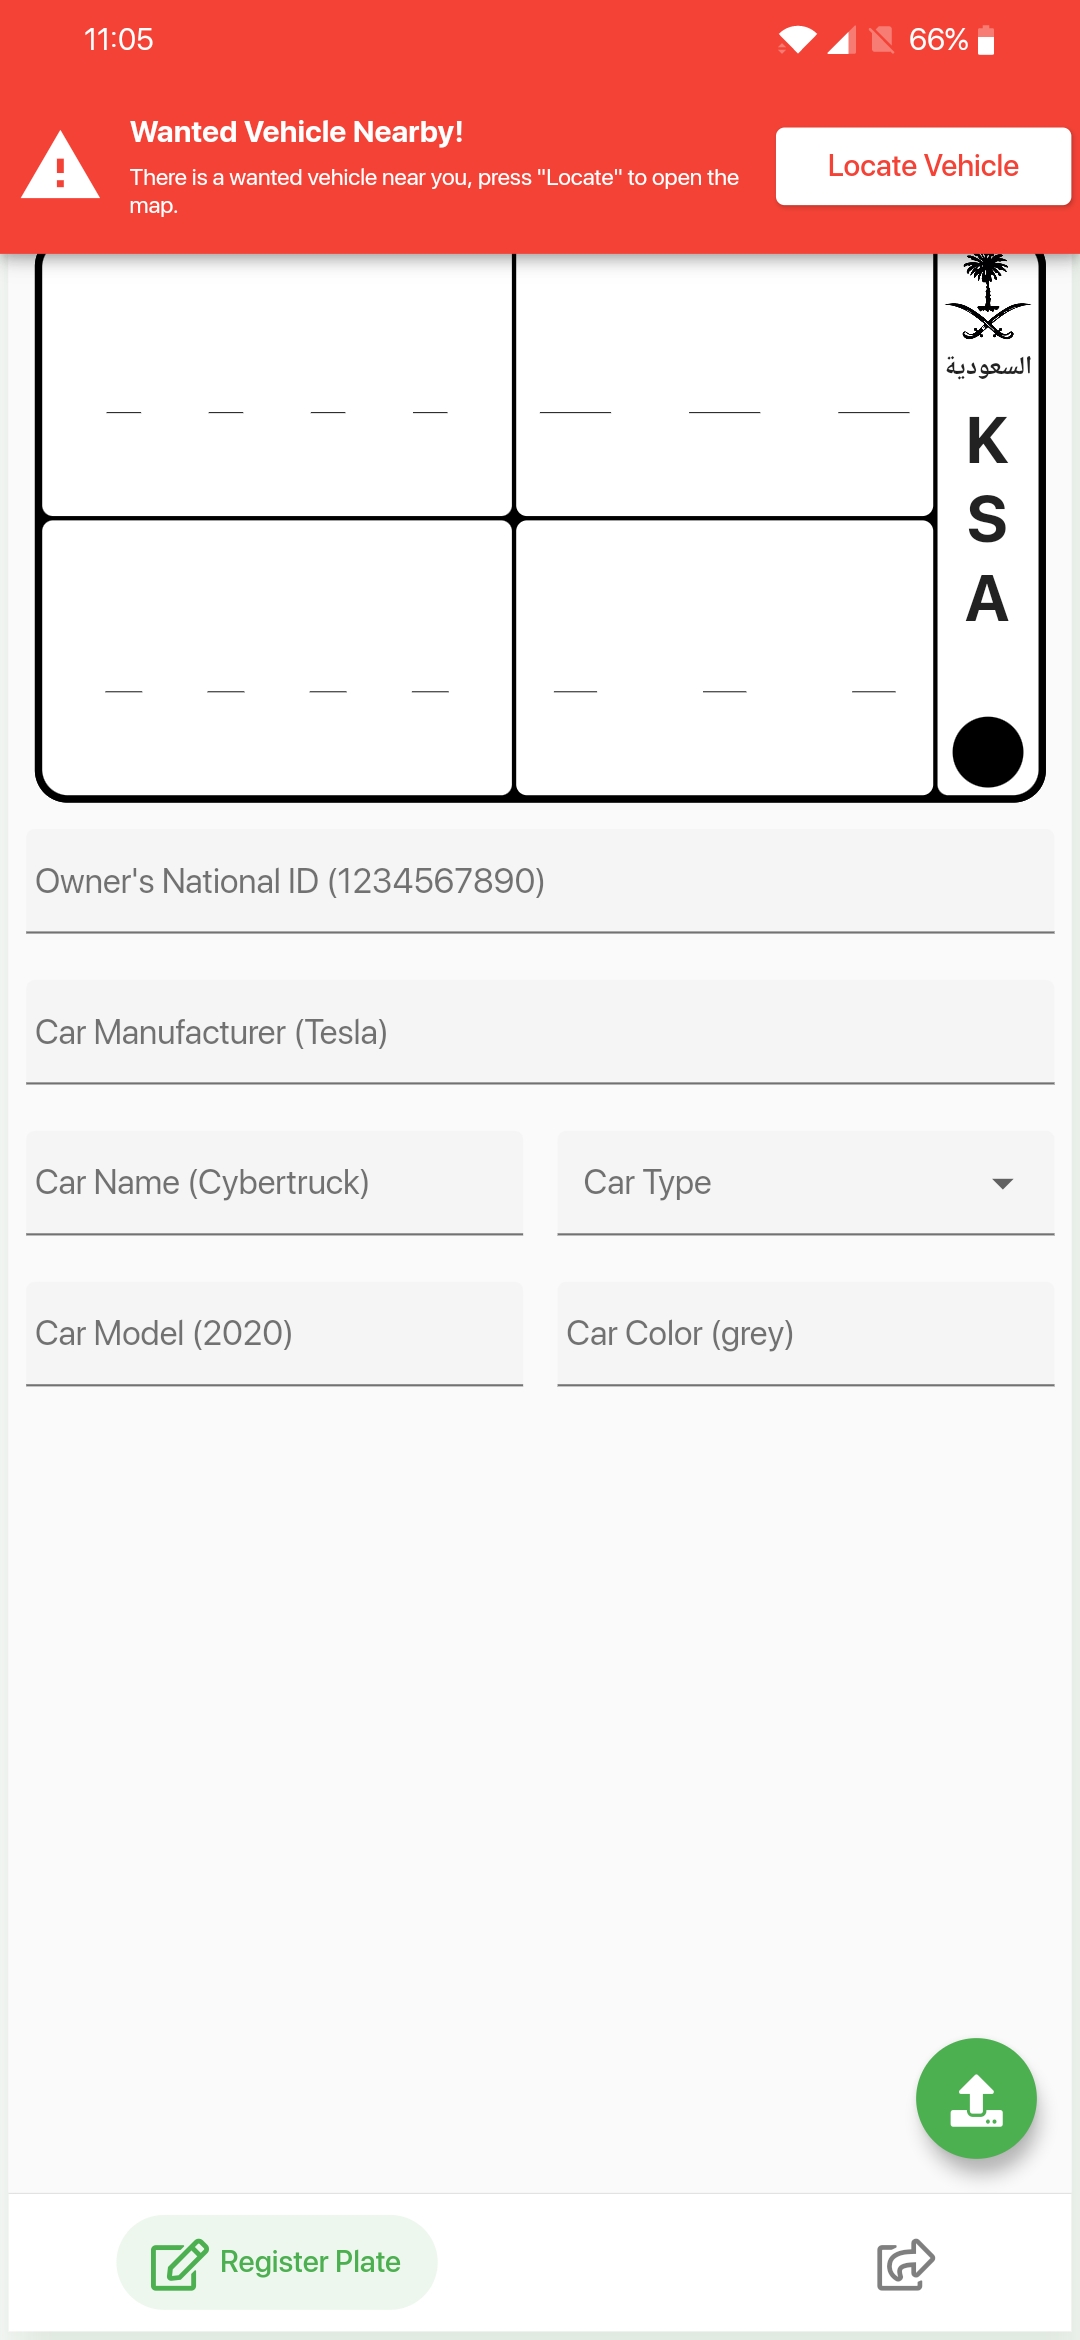 11:05
66%
Wanted Vehicle Nearby!
There is a wanted vehicle near you, press "Locate" to open the
map.
Locate Vehicle
السعودية
K
S
A
Owner's National ID (1234567890)
Car Manufacturer (Tesla)
Car Name (Cybertruck)
Car Type
Car Model (2020)
Car Color (grey)
Register Plate